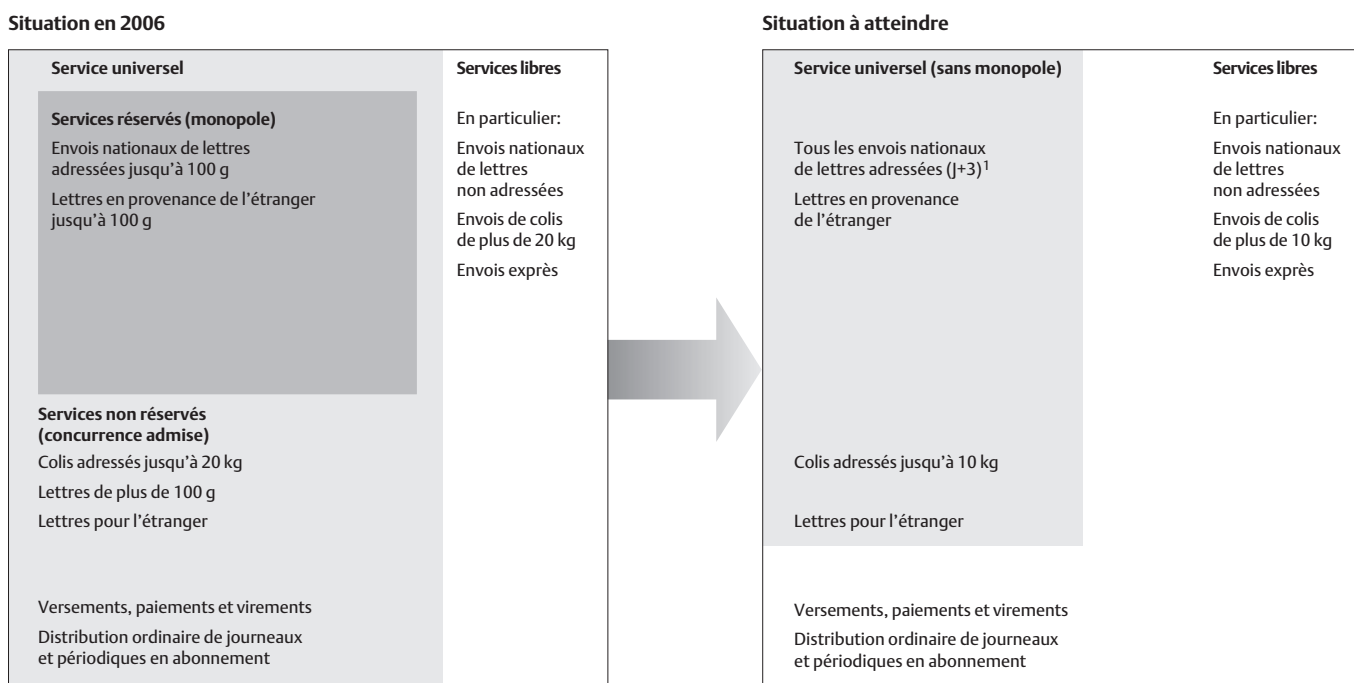 Situation en 2006
Service universel
Services réservés (monopole)
Envois nationaux de lettres
adressées jusqu’à 100 g
Lettres en provenance de l’étranger
jusqu’à 100 g
Services non réservés
(concurrence admise)
Colis adressés jusqu’à 20 kg
Lettres de plus de 100 g
Lettres pour l’étranger
Versements, paiements et virements
Distribution ordinaire de journeaux
et périodiques en abonnement
Services libres
En particulier:
Envois nationaux
de lettres
non adressées
Envois de colis
de plus de 20 kg
Envois exprès
Situation à atteindre
Service universel (sans monopole)
Tous les envois nationaux
de lettres adressées (J+3)¹
Lettres en provenance
de l’étranger
Colis adressés jusqu’à 10 kg
Lettres pour l’étranger
Versements, paiements et virements
Distribution ordinaire de journeaux
et périodiques en abonnement
Services libres
En particulier:
Envois nationaux
de lettres
non adressées
Envois de colis
de plus de 10 kg
Envois exprès